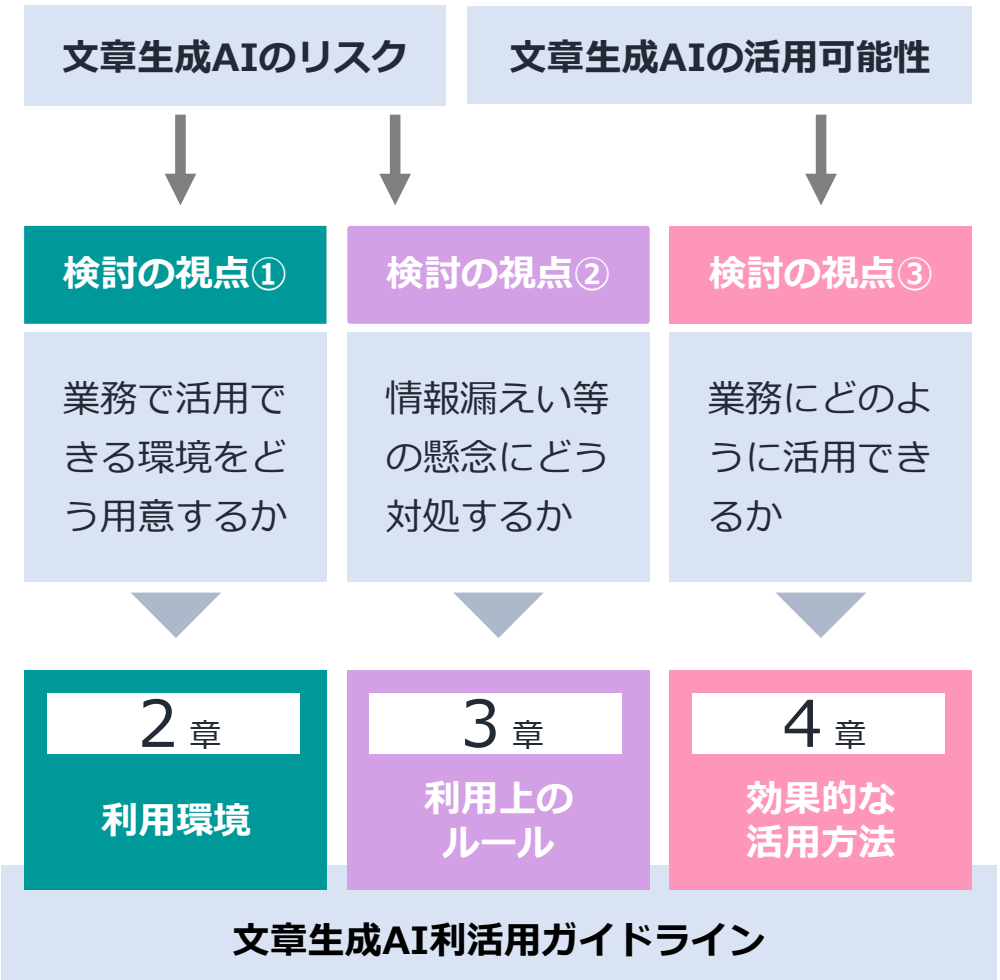 文章生成AIのリスク
文章生成AIの活用可能性
検討の視点①
検討の視点②
検討の視点③
業務で活用で
きる環境をど
う用意するか
情報漏えい等
の懸念にどう
対処するか
業務にどのよ
うに活用でき
るか
2章
利用環境
3章
利用上の
ルール
4章
効果的な
活用方法
文章生成AI利活用ガイドライン